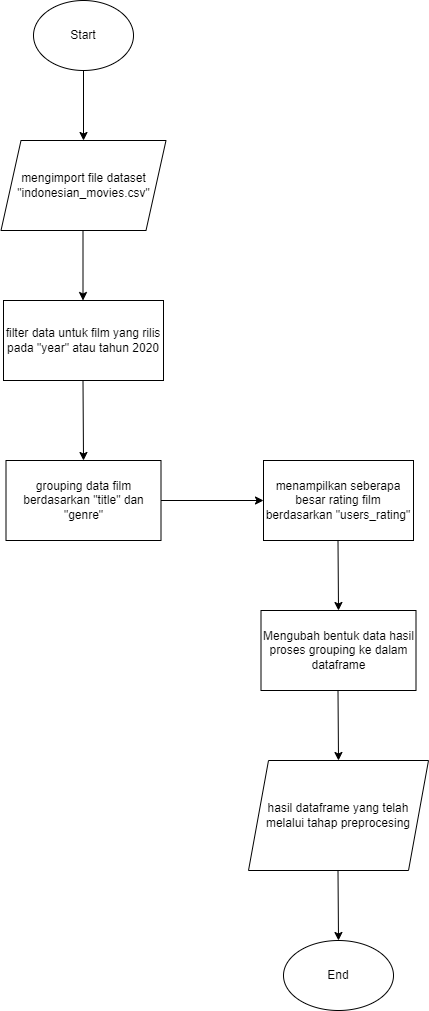 Start
mengimport file dataset
"indonesian_movies.csv"
filter data untuk film yang rilis
pada "year" atau tahun 2020
grouping data film
berdasarkan "title" dan
"genre"
menampilkan seberapa
besar rating film
berdasarkan "users_rating"
Mengubah bentuk data hasil
proses grouping ke dalam
dataframe
hasil dataframe yang telah
melalui tahap preprocesing
End